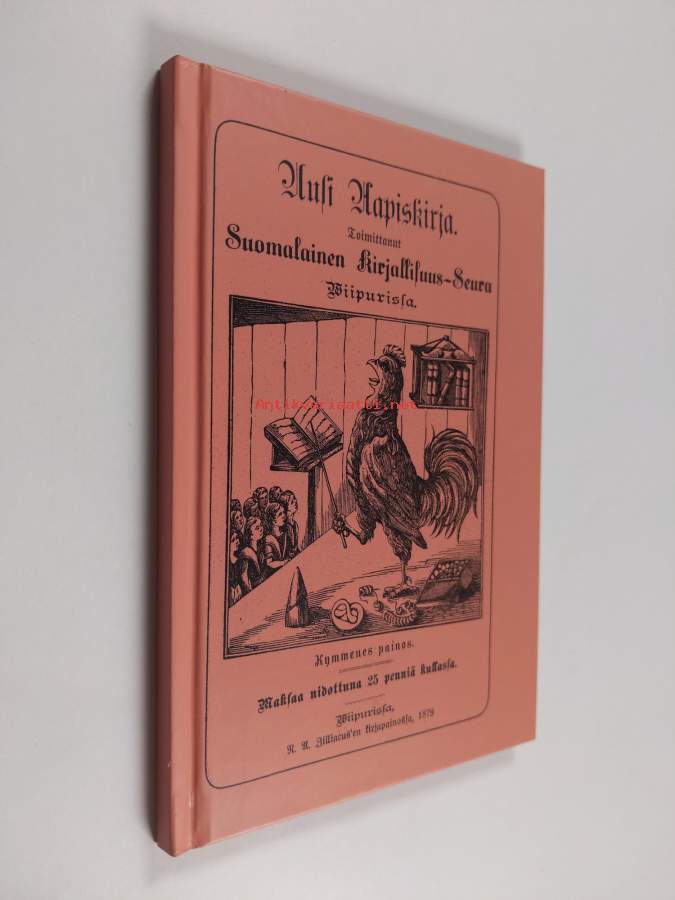 Uusi Aapiskirja.
Toimittanut
Suomalainen Kirjallisuus-Seura
Wiipurissa.
Antikvariaatti.net
Kymmenes painos.
Maksaa nidottuna 25 penniä kullassa.
Wiipurissa,
N. A. Zilliacus'en kirjapainossa, 1879